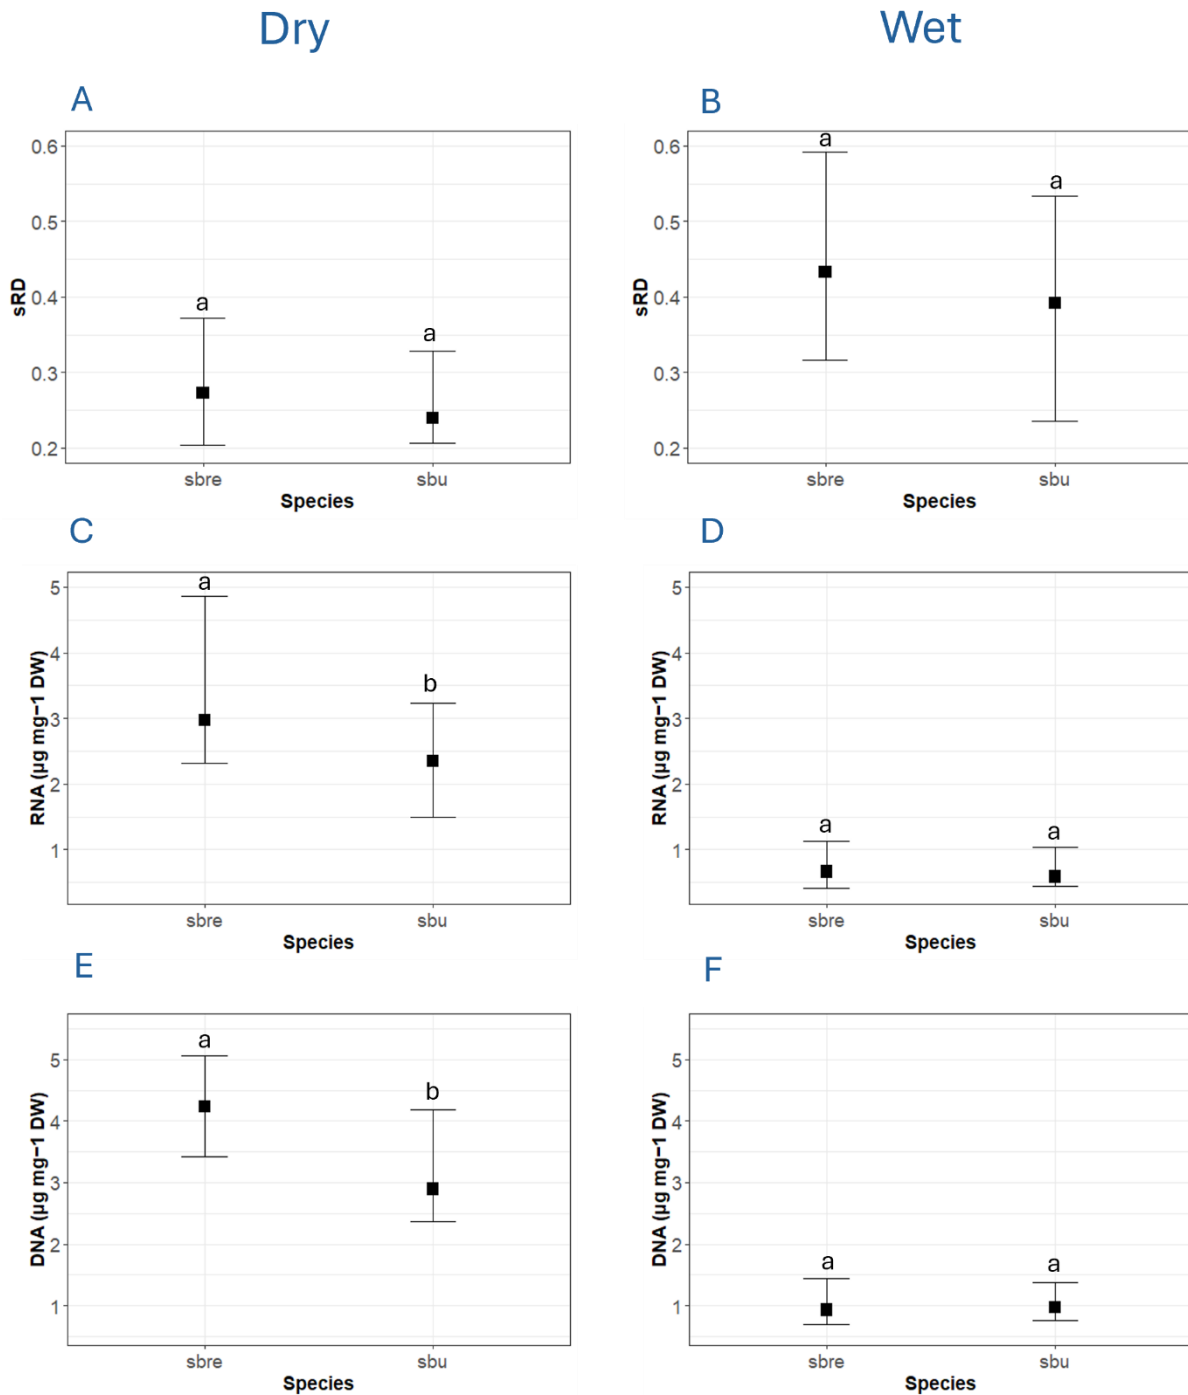 Dry Wet
A B
0.6 a 0.6 a
0.5 0.5 a
0.4 a 0.4
0.3 a 0.3
0.2 0.2
sRD sRD
sbre sbu sbre sbu
Species Species
C D
5 a 5
4 4
3 b 3
2 2
1 1 a a
RNA (µg mg−1 DW) RNA (µg mg−1 DW)
sbre sbu sbre sbu
Species Species
E F
5 a 5
4 b 4
3 3
2 2
1 1 a a
DNA (µg mg−1 DW) DNA (µg mg−1 DW)
sbre sbu sbre sbu
Species Species